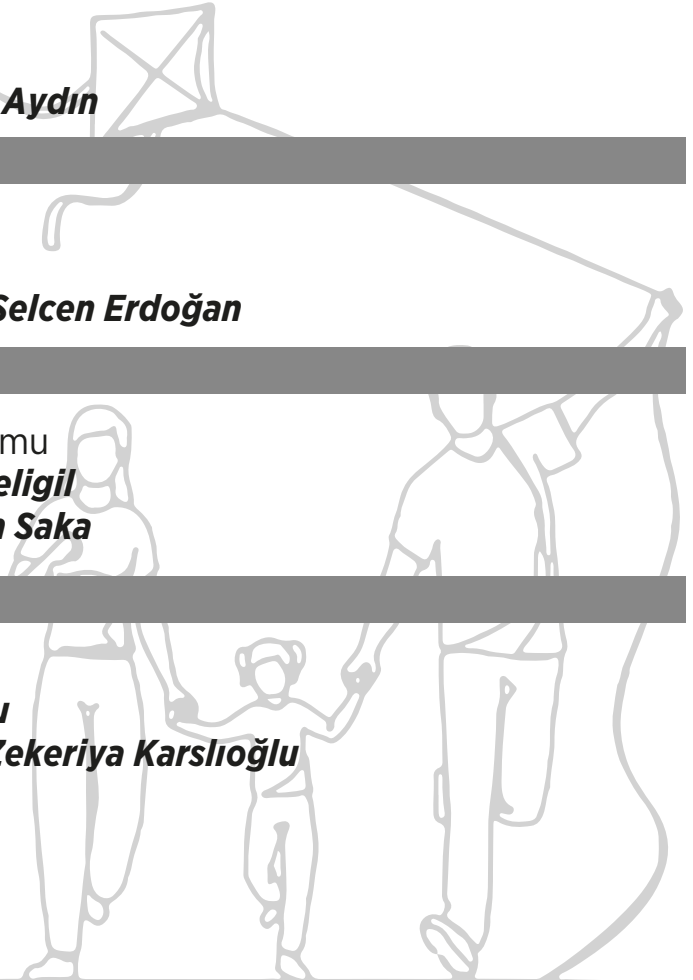 Aydın
Selcen Erdoğan
mu
eligil
n Saka
u
Zekeriya Karslıoğlu